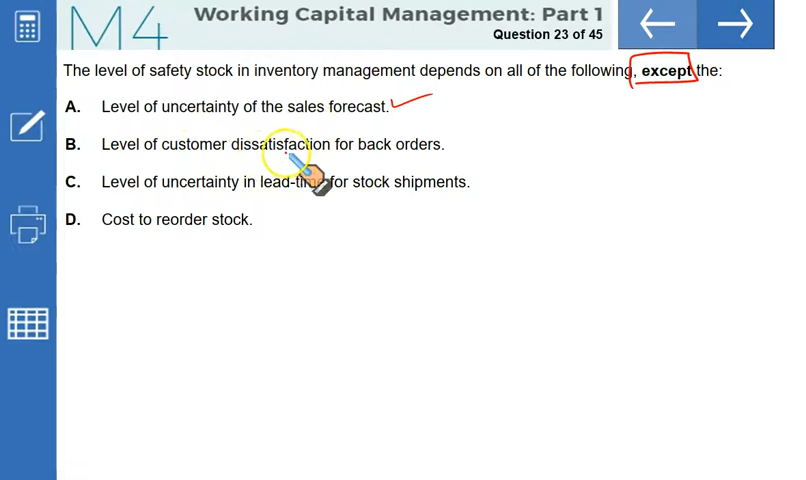 M4
Working Capital Management: Part 1
Question 23 of 45
The level of safety stock in inventory management depends on all of the following, except the:
A. Level of uncertainty of the sales forecast.
B. Level of customer dissatisfaction for back orders.
C. Level of uncertainty in lead-time for stock shipments.
D. Cost to reorder stock.